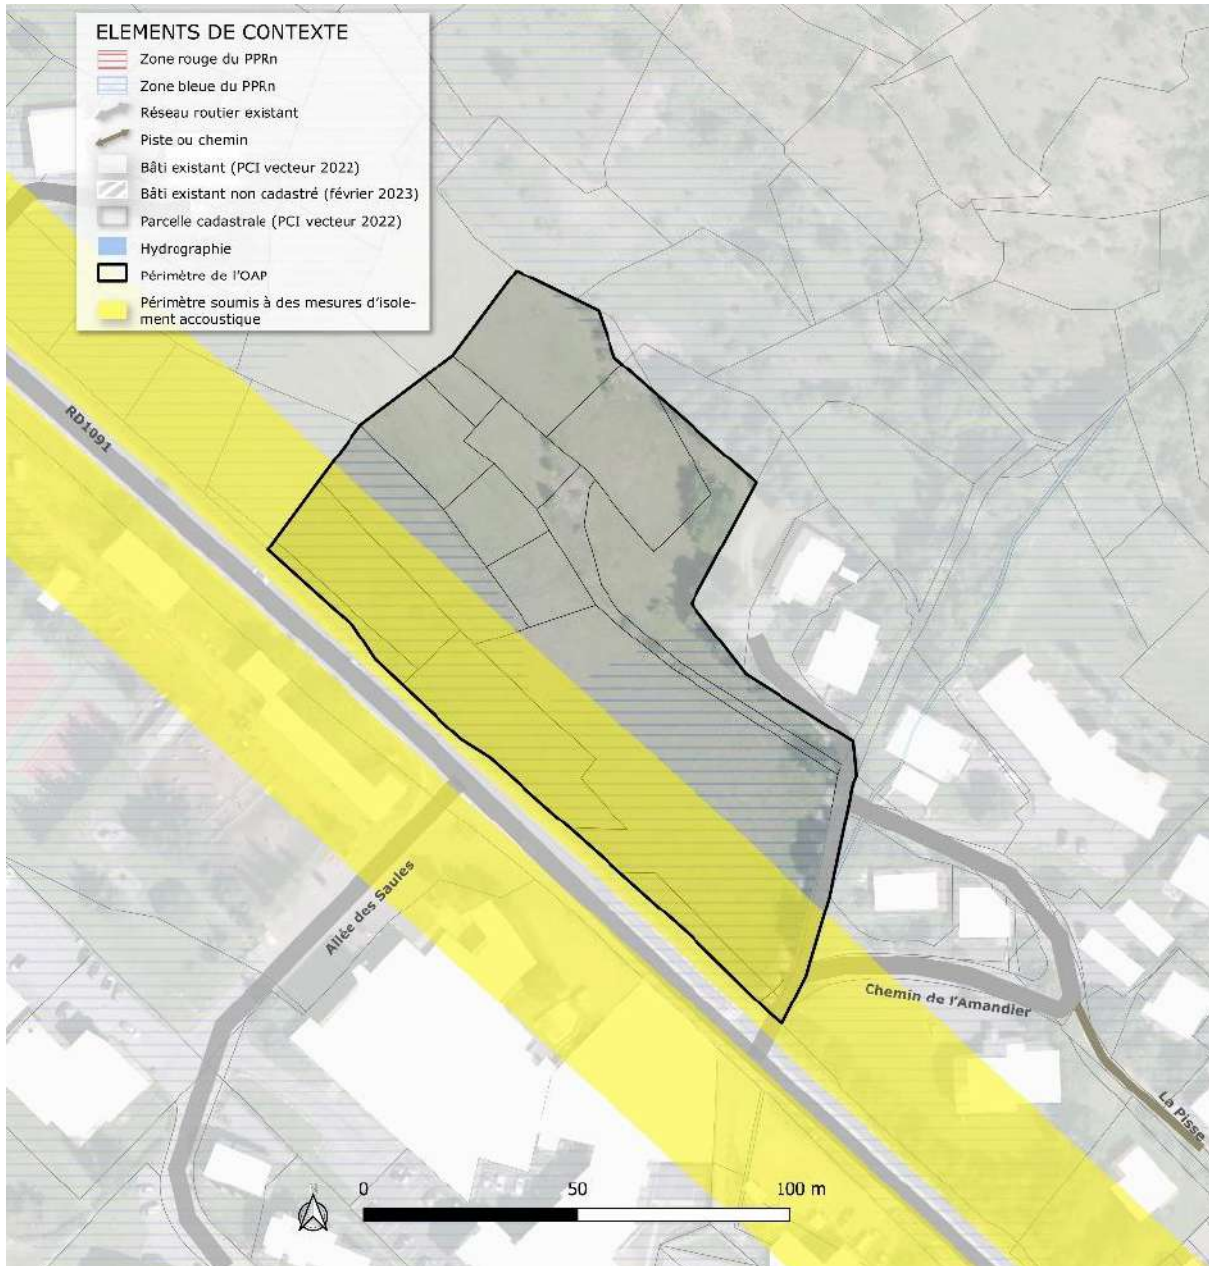 ELEMENTS DE CONTEXTE
Zone rouge du PPRn
Zone bleue du PPRn
Réseau routier existant
Piste ou chemin
Bâti existant (PCI vecteur 2022)
Bâti existant non cadastré (février 2023)
Parcelle cadastrale (PCI vecteur 2022)
Hydrographie
Périmètre de l'OAP
Périmètre soumis à des mesures d'isole-
ment accoustique
RD1091
Allée des Saules
Chemin de l'Amandier
La Pisse
N
0 50 100 m